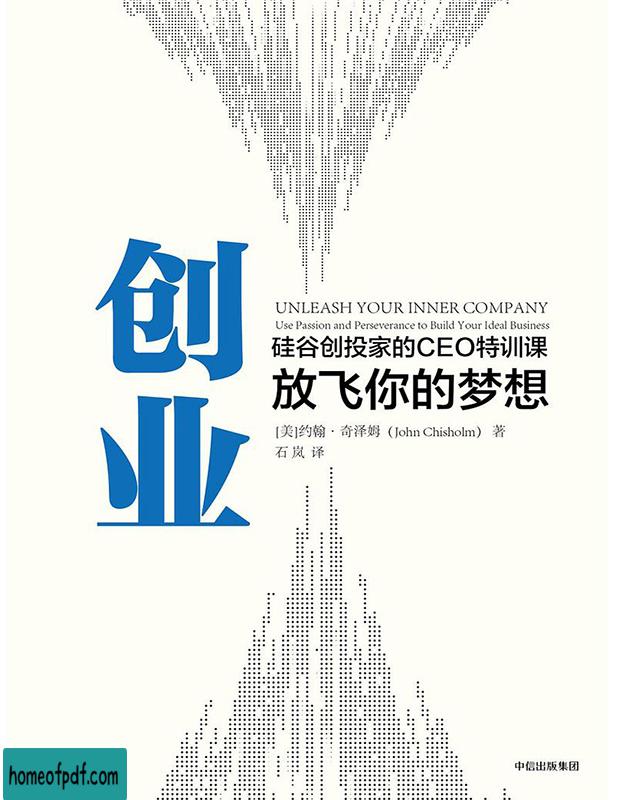 创业
UNLEASH YOUR INNER COMPANY
Use Passion and Perseverance to Build Your Ideal Business
硅谷创投家的CEO特训课
放飞你的梦想
[美]约翰·奇泽姆（John Chisholm）著
石岚 译
中信出版集团
homeofpdf.com